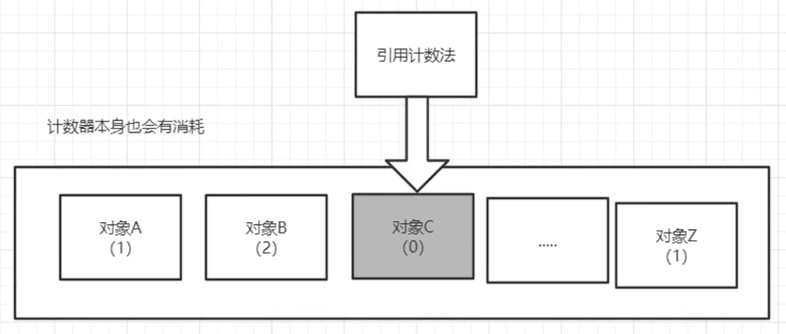 引用计数法
计数器本身也会有消耗
对象A
（1）
对象B
（2）
对象C
（0）
.....
对象Z
（1）